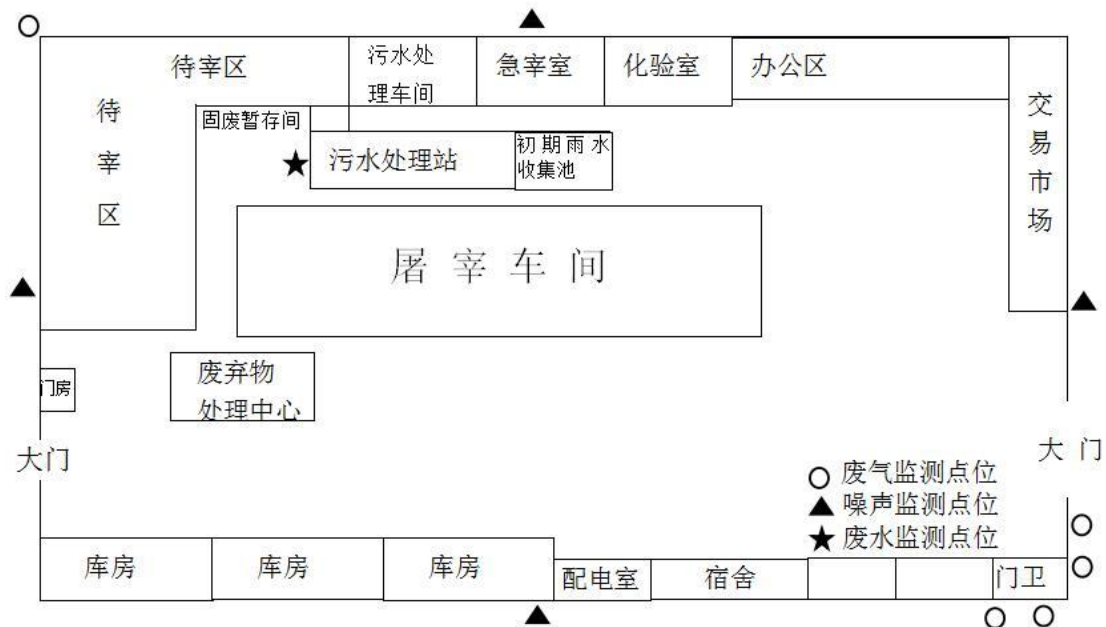 待宰区
污水处
理车间
急宰室
化验室
办公区
待
宰
区
固废暂存间
污水处理站
初期雨水
收集池
交
易
市
场
屠宰车间
门房
废弃物
处理中心
大门
大门
废气监测点位
噪声监测点位
废水监测点位
库房
库房
库房
配电室
宿舍
门卫